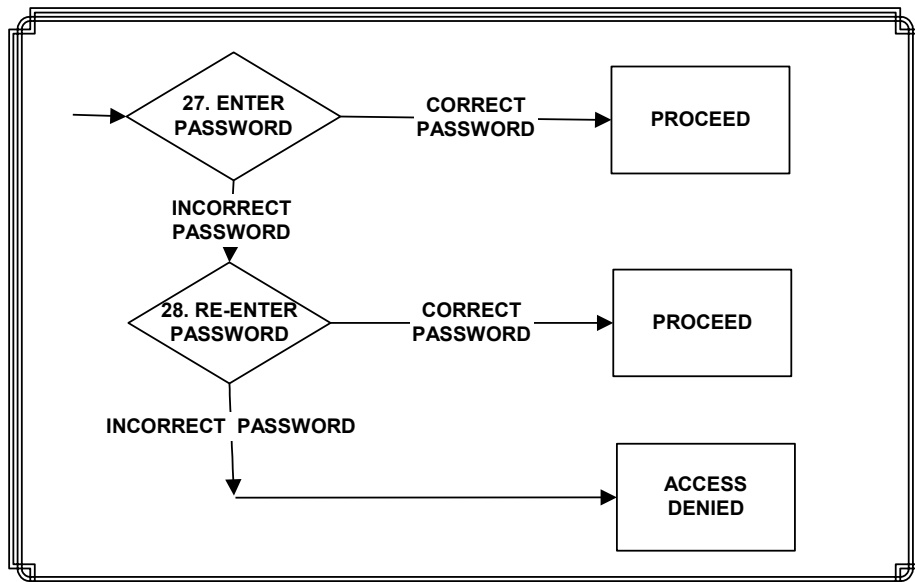 27. ENTER
PASSWORD
CORRECT
PASSWORD
PROCEED
INCORRECT
PASSWORD
28. RE-ENTER
PASSWORD
CORRECT
PASSWORD
PROCEED
INCORRECT PASSWORD
ACCESS
DENIED